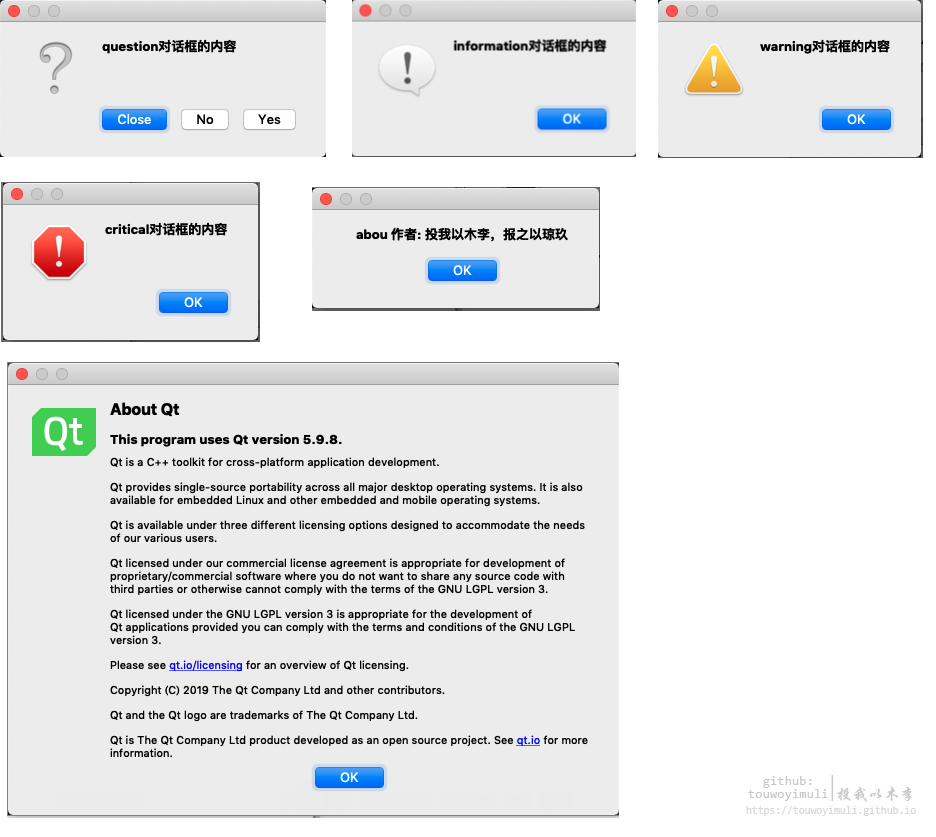 question对话框的内容
Close
No
Yes
information对话框的内容
OK
warning对话框的内容
OK
critical对话框的内容
OK
abou 作者: 投我以木李，报之以琼玖
OK
Qt
About Qt
This program uses Qt version 5.9.8.
Qt is a C++ toolkit for cross-platform application development.
Qt provides single-source portability across all major desktop operating systems. It is also
available for embedded Linux and other embedded and mobile operating systems.
Qt is available under three different licensing options designed to accommodate the needs
of our various users.
Qt licensed under our commercial license agreement is appropriate for development of
proprietary/commercial software where you do not want to share any source code with
third parties or otherwise cannot comply with the terms of the GNU LGPL version 3.
Qt licensed under the GNU LGPL version 3 is appropriate for the development of
Qt applications provided you can comply with the terms and conditions of the GNU LGPL
version 3.
Please see qt.io/licensing for an overview of Qt licensing.
Copyright (C) 2019 The Qt Company Ltd and other contributors.
Qt and the Qt logo are trademarks of The Qt Company Ltd.
Qt is The Qt Company Ltd product developed as an open source project. See qt.io for more
information.
OK
github:
touwoyimuli
投我以木李
https://touwoyimuli.github.io